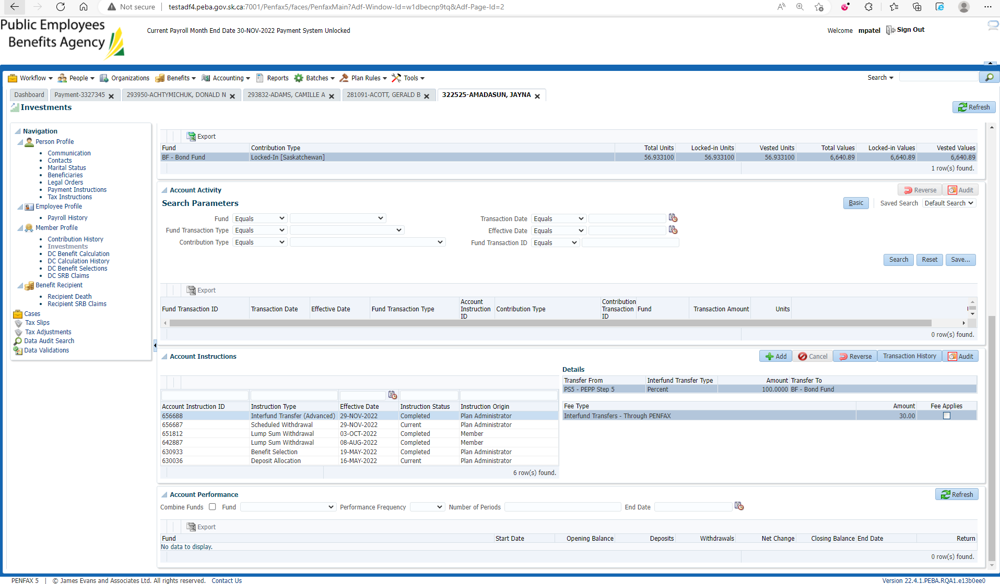 Not secure | testadf4.peba.gov.sk.ca:7001/Penfax5/faces/PenfaxMain?Adf-Window-Id=w1dbecnp9tq&Adf-Page-Id=2
Public Employees
Benefits Agency
Current Payroll Month End Date 30-NOV-2022 Payment System Unlocked
Welcome mpatel Sign Out
Workflow People Organizations Benefits Accounting Reports Batches Plan Rules Tools Search
Dashboard Payment-3327345 293950-ACHTYMICHUK, DONALD N 293832-ADAMS, CAMILLE A 281091-ACOTT, GERALD B 322525-AMADASUN, JAYNA
Investments Refresh
Navigation
Person Profile
Communication
Contacts
Marital Status
Beneficiaries
Legal Orders
Payment Instructions
Tax Instructions
Employee Profile
Payroll History
Member Profile
Contribution History
Investments
DC Benefit Calculation
DC Calculation History
DC Benefit Selections
DC SRB Claims
Benefit Recipient
Recipient Death
Recipient SRB Claims
Cases
Tax Slips
Tax Adjustments
Data Audit Search
Data Validations
Export
Fund Contribution Type Total Units Locked-in Units Vested Units Total Values Locked-in Values Vested Values
BF - Bond Fund Locked-In [Saskatchewan] 56.933100 56.933100 56.933100 6,640.89 6,640.89 6,640.89
1 row(s) found.
Account Activity Reverse Audit
Search Parameters Basic Saved Search Default Search
Fund Equals Transaction Date Equals
Fund Transaction Type Equals Effective Date Equals
Contribution Type Equals Fund Transaction ID Equals
Search Reset Save...
Export
Fund Transaction ID Transaction Date Effective Date Fund Transaction Type Account Instruction ID Contribution Type Contribution Transaction ID Fund Transaction Amount Units
0 row(s) found.
Account Instructions Add Cancel Reverse Transaction History Audit
Account Instruction ID Instruction Type Effective Date Instruction Status Instruction Origin
656688 Interfund Transfer (Advanced) 29-NOV-2022 Completed Plan Administrator
656687 Scheduled Withdrawal 29-NOV-2022 Current Plan Administrator
651812 Lump Sum Withdrawal 03-OCT-2022 Completed Member
642887 Lump Sum Withdrawal 08-AUG-2022 Completed Member
630933 Benefit Selection 19-MAY-2022 Completed Plan Administrator
630036 Deposit Allocation 16-MAY-2022 Current Plan Administrator
6 row(s) found.
Details
Transfer From Interfund Transfer Type Amount Transfer To
PS5 - PEPP Step 5 Percent 100.0000 BF - Bond Fund
Fee Type Amount Fee Applies
Interfund Transfers - Through PENFAX 30.00
Account Performance Refresh
Combine Funds Fund Performance Frequency Number of Periods End Date
Export
Fund Start Date Opening Balance Deposits Withdrawals Net Change Closing Balance End Date Return
No data to display.
0 row(s) found.
PENFAX 5 | © James Evans and Associates Ltd. All rights reserved. Contact Us Version 22.4.1.PEBA.RQA1.e13b0ee0